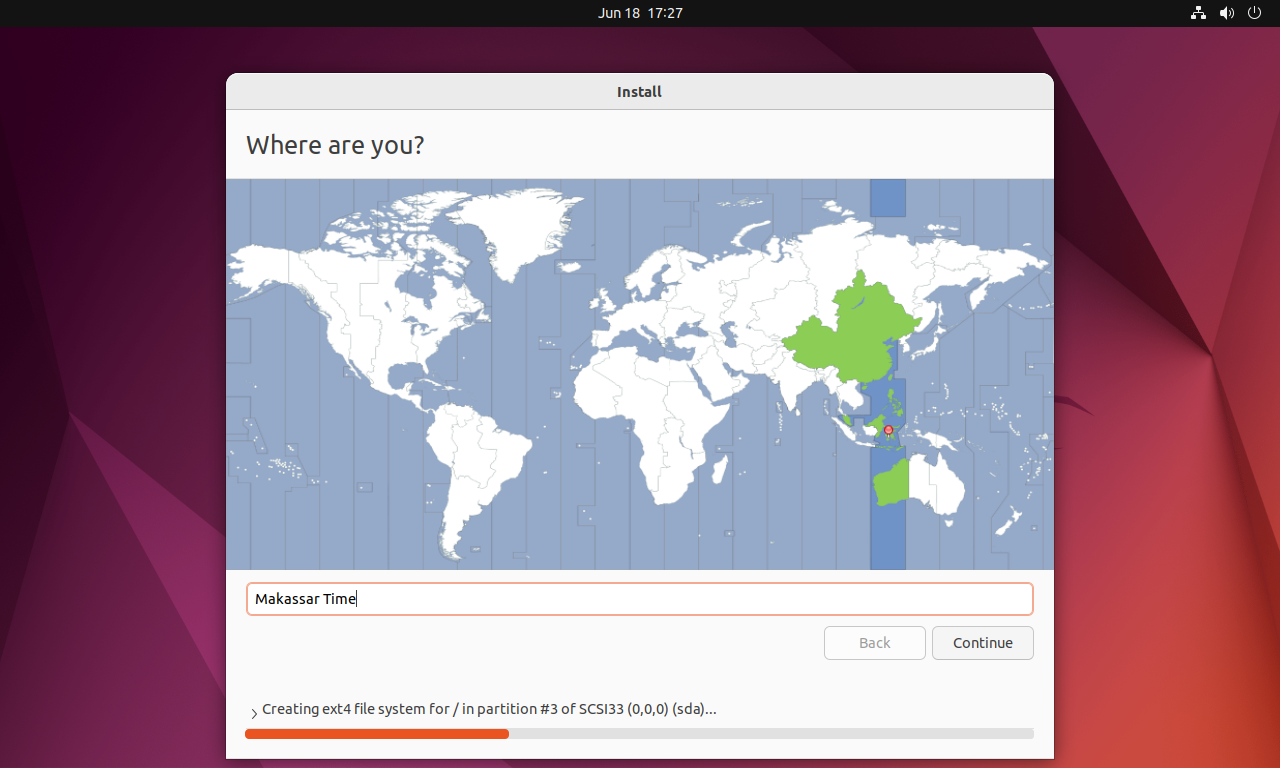 Jun 18  17:27
Install
Where are you?
Makassar Time
Back
Continue
Creating ext4 file system for / in partition #3 of SCSI33 (0,0,0) (sda)...